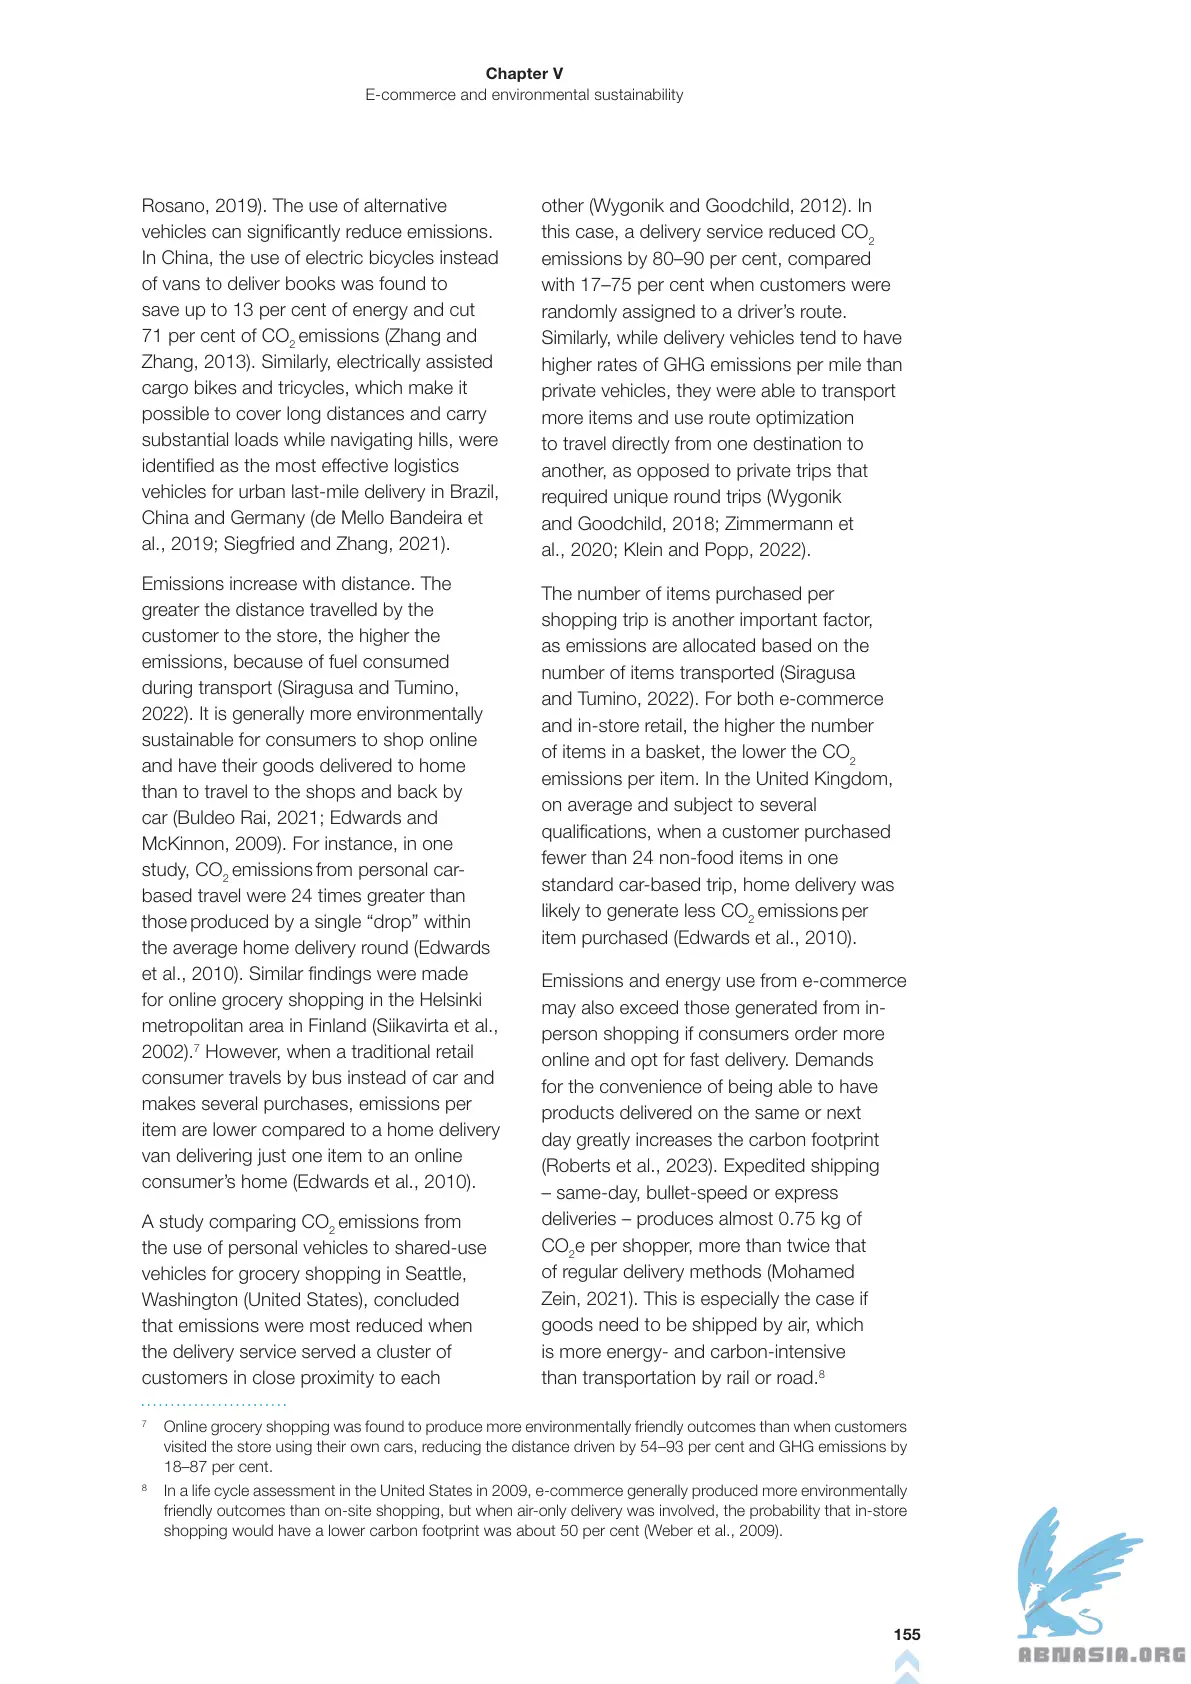 Chapter V
E-commerce and environmental sustainability
Rosano, 2019). The use of alternative
vehicles can significantly reduce emissions.
In China, the use of electric bicycles instead
of vans to deliver books was found to
save up to 13 per cent of energy and cut
71 per cent of CO2 emissions (Zhang and
Zhang, 2013). Similarly, electrically assisted
cargo bikes and tricycles, which make it
possible to cover long distances and carry
substantial loads while navigating hills, were
identified as the most effective logistics
vehicles for urban last-mile delivery in Brazil,
China and Germany (de Mello Bandeira et
al., 2019; Siegfried and Zhang, 2021).
Emissions increase with distance. The
greater the distance travelled by the
customer to the store, the higher the
emissions, because of fuel consumed
during transport (Siragusa and Tumino,
2022). It is generally more environmentally
sustainable for consumers to shop online
and have their goods delivered to home
than to travel to the shops and back by
car (Buldeo Rai, 2021; Edwards and
McKinnon, 2009). For instance, in one
study, CO2 emissions from personal car-
based travel were 24 times greater than
those produced by a single “drop” within
the average home delivery round (Edwards
et al., 2010). Similar findings were made
for online grocery shopping in the Helsinki
metropolitan area in Finland (Siikavirta et al.,
2002).7 However, when a traditional retail
consumer travels by bus instead of car and
makes several purchases, emissions per
item are lower compared to a home delivery
van delivering just one item to an online
consumer’s home (Edwards et al., 2010).
A study comparing CO2 emissions from
the use of personal vehicles to shared-use
vehicles for grocery shopping in Seattle,
Washington (United States), concluded
that emissions were most reduced when
the delivery service served a cluster of
customers in close proximity to each
other (Wygonik and Goodchild, 2012). In
this case, a delivery service reduced CO2
emissions by 80–90 per cent, compared
with 17–75 per cent when customers were
randomly assigned to a driver’s route.
Similarly, while delivery vehicles tend to have
higher rates of GHG emissions per mile than
private vehicles, they were able to transport
more items and use route optimization
to travel directly from one destination to
another, as opposed to private trips that
required unique round trips (Wygonik
and Goodchild, 2018; Zimmermann et
al., 2020; Klein and Popp, 2022).
The number of items purchased per
shopping trip is another important factor,
as emissions are allocated based on the
number of items transported (Siragusa
and Tumino, 2022). For both e-commerce
and in-store retail, the higher the number
of items in a basket, the lower the CO2
emissions per item. In the United Kingdom,
on average and subject to several
qualifications, when a customer purchased
fewer than 24 non-food items in one
standard car-based trip, home delivery was
likely to generate less CO2 emissions per
item purchased (Edwards et al., 2010).
Emissions and energy use from e-commerce
may also exceed those generated from in-
person shopping if consumers order more
online and opt for fast delivery. Demands
for the convenience of being able to have
products delivered on the same or next
day greatly increases the carbon footprint
(Roberts et al., 2023). Expedited shipping
– same-day, bullet-speed or express
deliveries – produces almost 0.75 kg of
CO2e per shopper, more than twice that
of regular delivery methods (Mohamed
Zein, 2021). This is especially the case if
goods need to be shipped by air, which
is more energy- and carbon-intensive
than transportation by rail or road.8
7 Online grocery shopping was found to produce more environmentally friendly outcomes than when customers
visited the store using their own cars, reducing the distance driven by 54–93 per cent and GHG emissions by
18–87 per cent.
8 In a life cycle assessment in the United States in 2009, e-commerce generally produced more environmentally
friendly outcomes than on-site shopping, but when air-only delivery was involved, the probability that in-store
shopping would have a lower carbon footprint was about 50 per cent (Weber et al., 2009).
155
ABNASIA.ORG